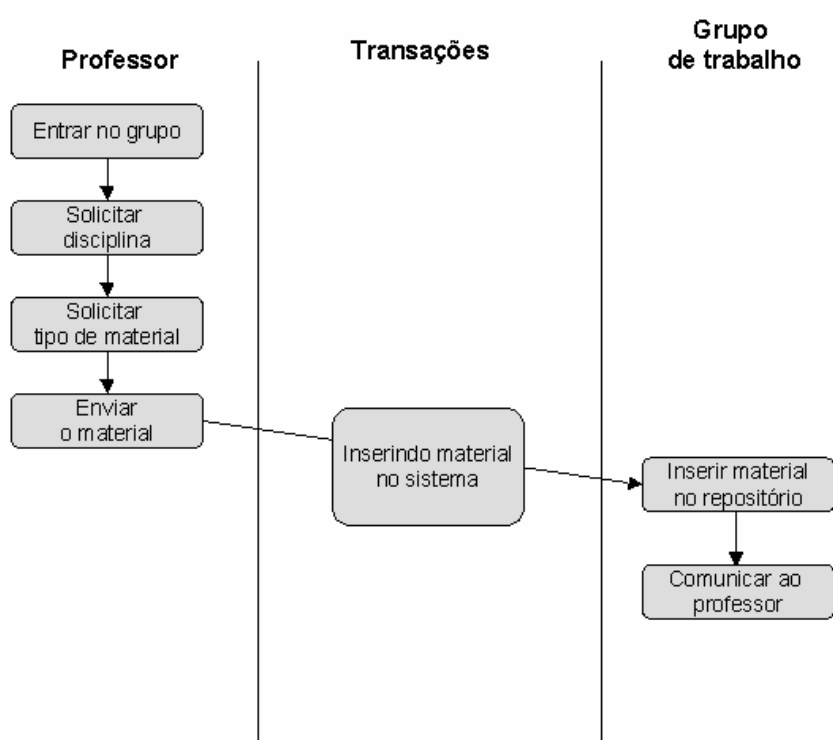 Professor
Transações
Grupo
de trabalho
Entrar no grupo
Solicitar
disciplina
Solicitar
tipo de material
Enviar
o material
Inserindo material
no sistema
Inserir material
no repositório
Comunicar ao
professor